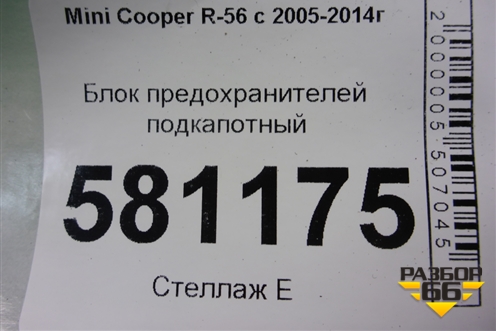 Mini Cooper R-56 с 2005-2014г
Блок предохранителей
подкапотный
581175
Стеллаж Е
2000005507045
РАЗБОР
66